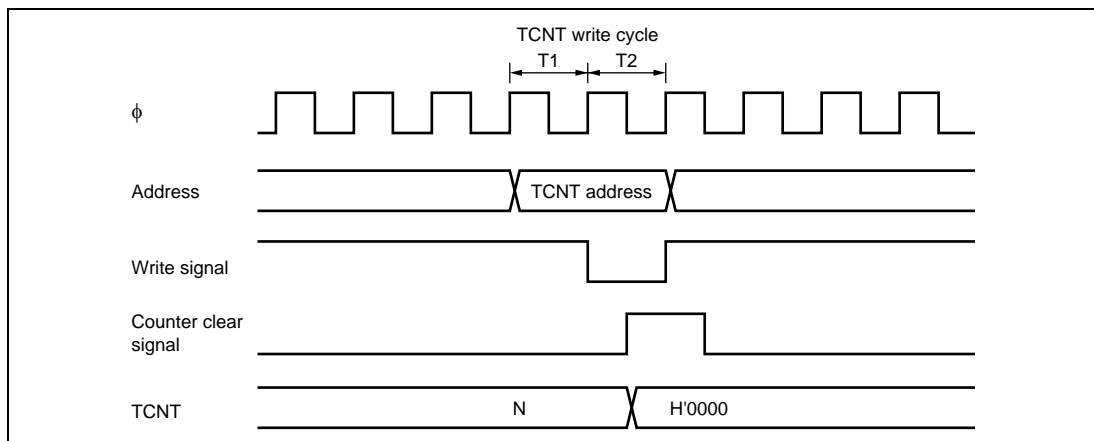 TCNT write cycle
T1 T2
ϕ
Address TCNT address
Write signal
Counter clear
signal
TCNT N H'0000